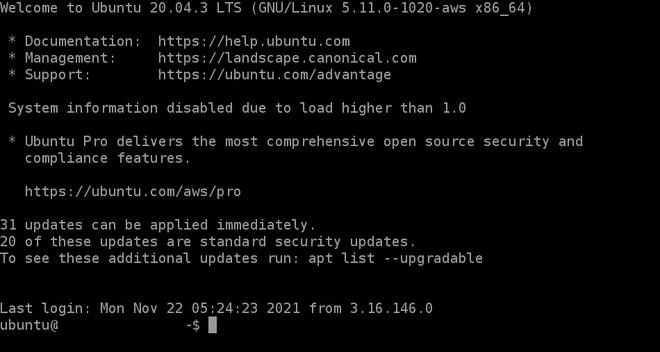 Welcome to Ubuntu 20.04.3 LTS (GNU/Linux 5.11.0-1020-aws x86_64)
* Documentation: https://help.ubuntu.com
* Management: https://landscape.canonical.com
* Support: https://ubuntu.com/advantage
System information disabled due to load higher than 1.0
* Ubuntu Pro delivers the most comprehensive open source security and
compliance features.
https://ubuntu.com/aws/pro
31 updates can be applied immediately.
20 of these updates are standard security updates.
To see these additional updates run: apt list --upgradable
Last login: Mon Nov 22 05:24:23 2021 from 3.16.146.0
ubuntu@ ~$